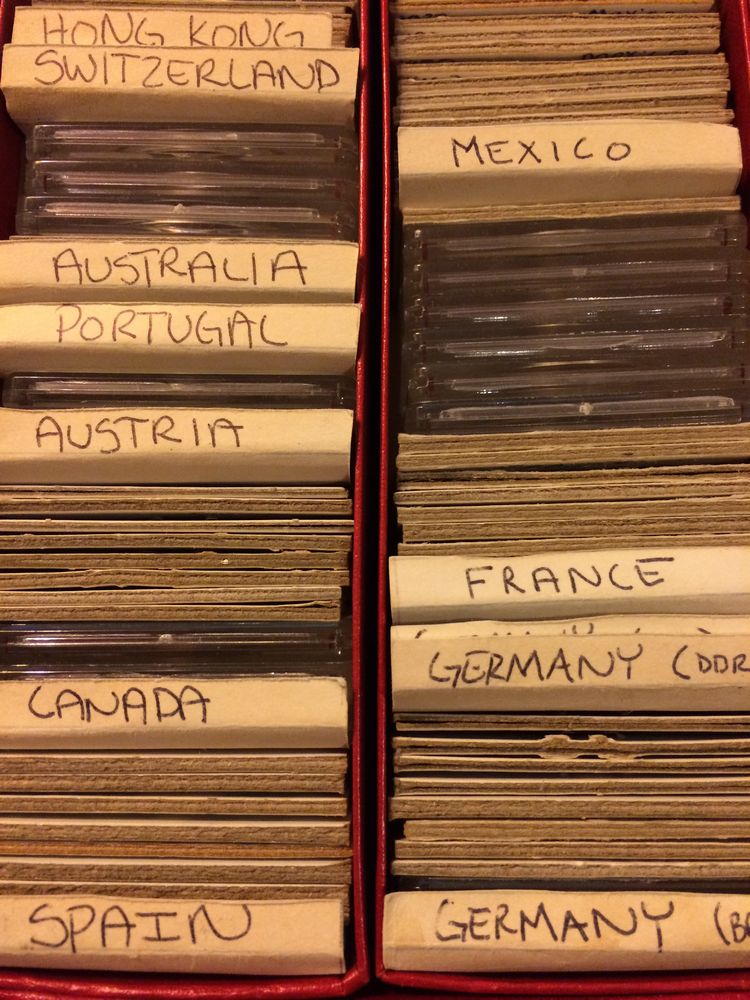 HONG KONG
SWITZERLAND
AUSTRALIA
PORTUGAL
AUSTRIA
CANADA
SPAIN
MEXICO
FRANCE
GERMANY (DDR
GERMANY